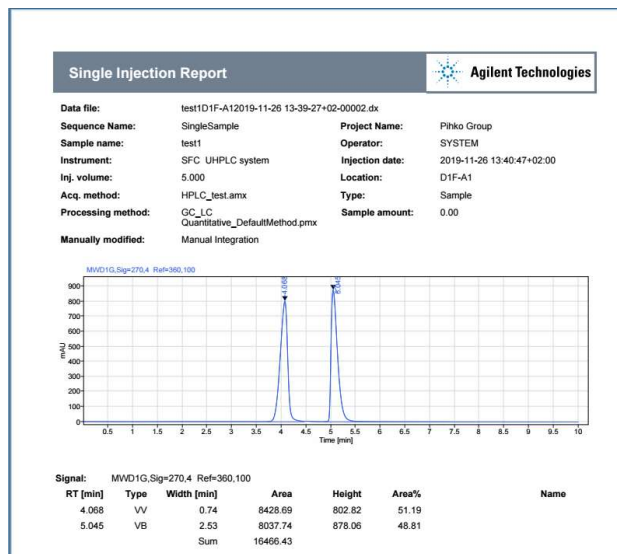 Single Injection Report
Agilent Technologies
Data file: test1D1F-A12019-11-26 13-39-27+02-00002.dx
Sequence Name: SingleSample Project Name: Pihko Group
Sample name: test1 Operator: SYSTEM
Instrument: SFC UHPLC system Injection date: 2019-11-26 13:40:47+02:00
Inj. volume: 5.000 Location: D1F-A1
Acq. method: HPLC_test.amx Type: Sample
Processing method: GC_LC Sample amount: 0.00
Quantitative_DefaultMethod.pmx
Manually modified: Manual Integration
MWD1G,Sig=270,4 Ref=360,100
4.068
5.045
mAU
900
800
700
600
500
400
300
200
100
0
0.5 1 1.5 2 2.5 3 3.5 4 4.5 5 5.5 6 6.5 7 7.5 8 8.5 9 9.5 10
Time [min]
Signal: MWD1G,Sig=270,4 Ref=360,100
RT [min] Type Width [min] Area Height Area% Name
4.068 VV 0.74 8428.69 802.82 51.19
5.045 VB 2.53 8037.74 878.06 48.81
Sum 16466.43